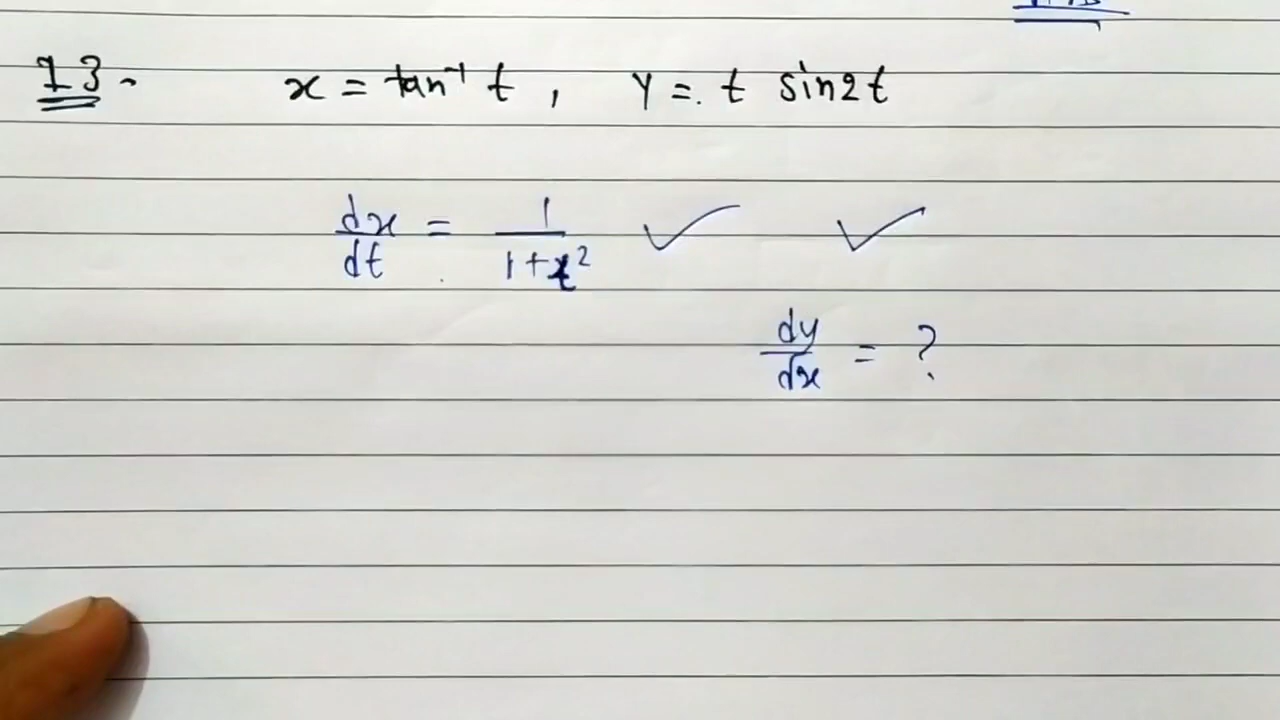 13. x = tan⁻¹ t , y = t sin2t
dx/dt = 1/(1+t²) ✓ ✓
dy/dx = ?